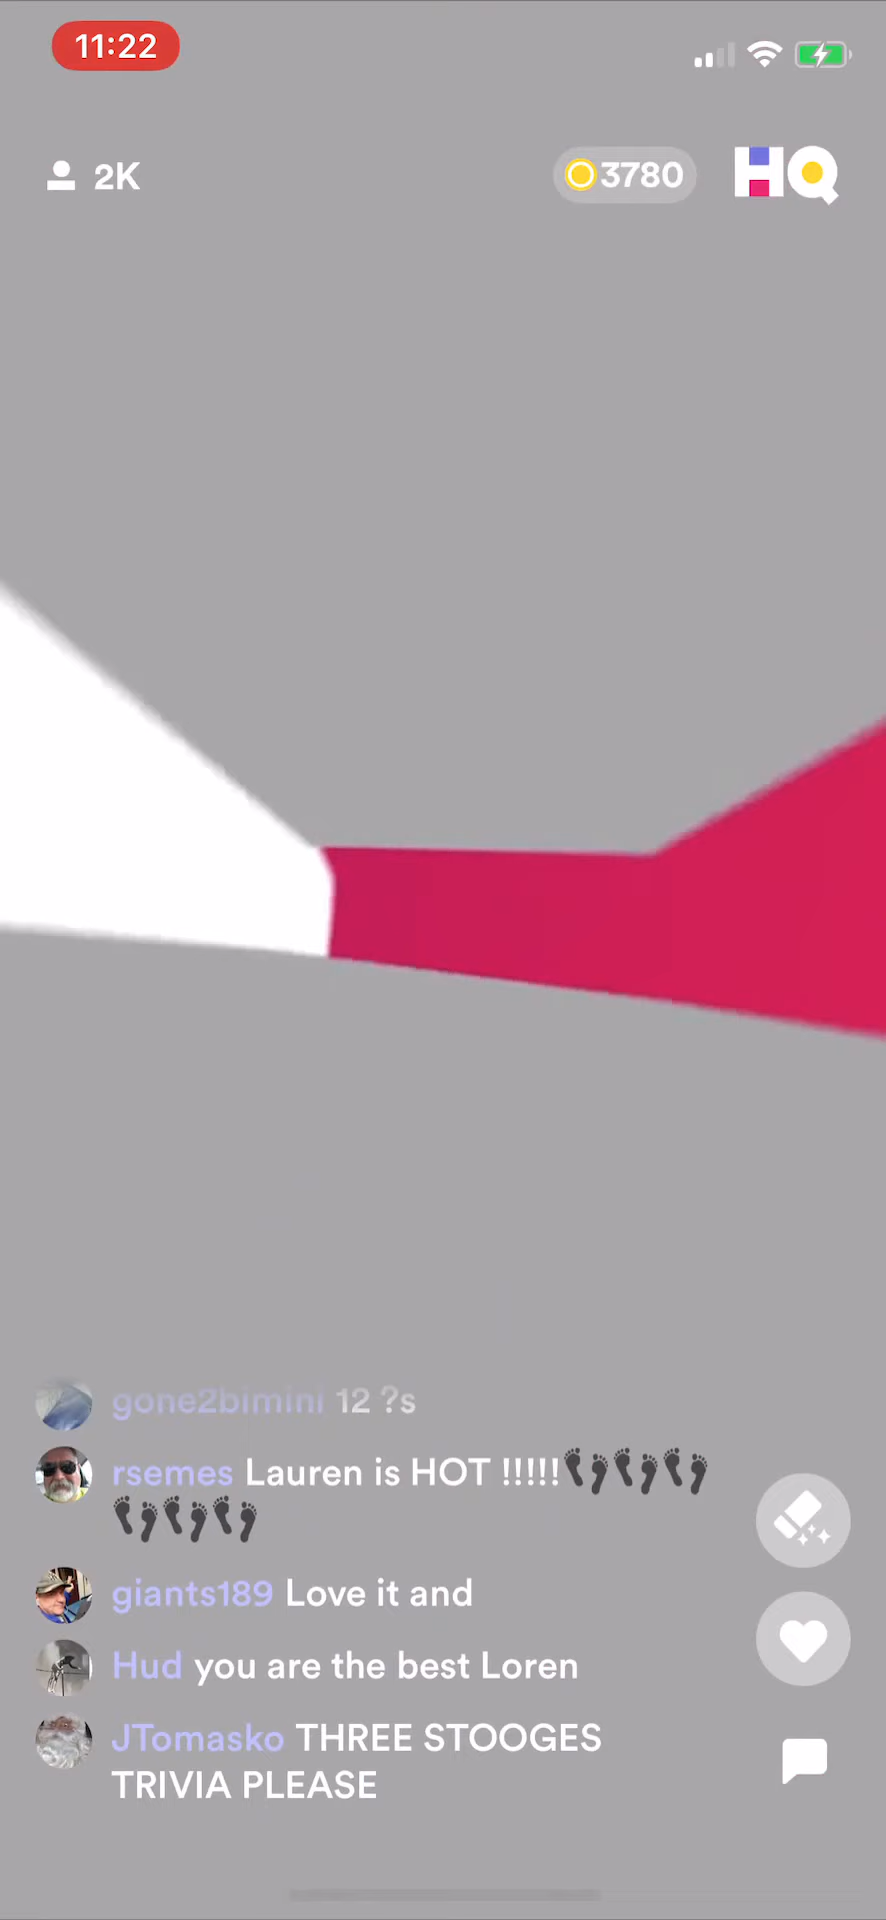 11:22
2K
3780
HQ
gone2bimini 12 ?s
rsemes Lauren is HOT !!!!!👣👣👣
👣👣👣
giants189 Love it and
Hud you are the best Loren
JTomasko THREE STOOGES
TRIVIA PLEASE